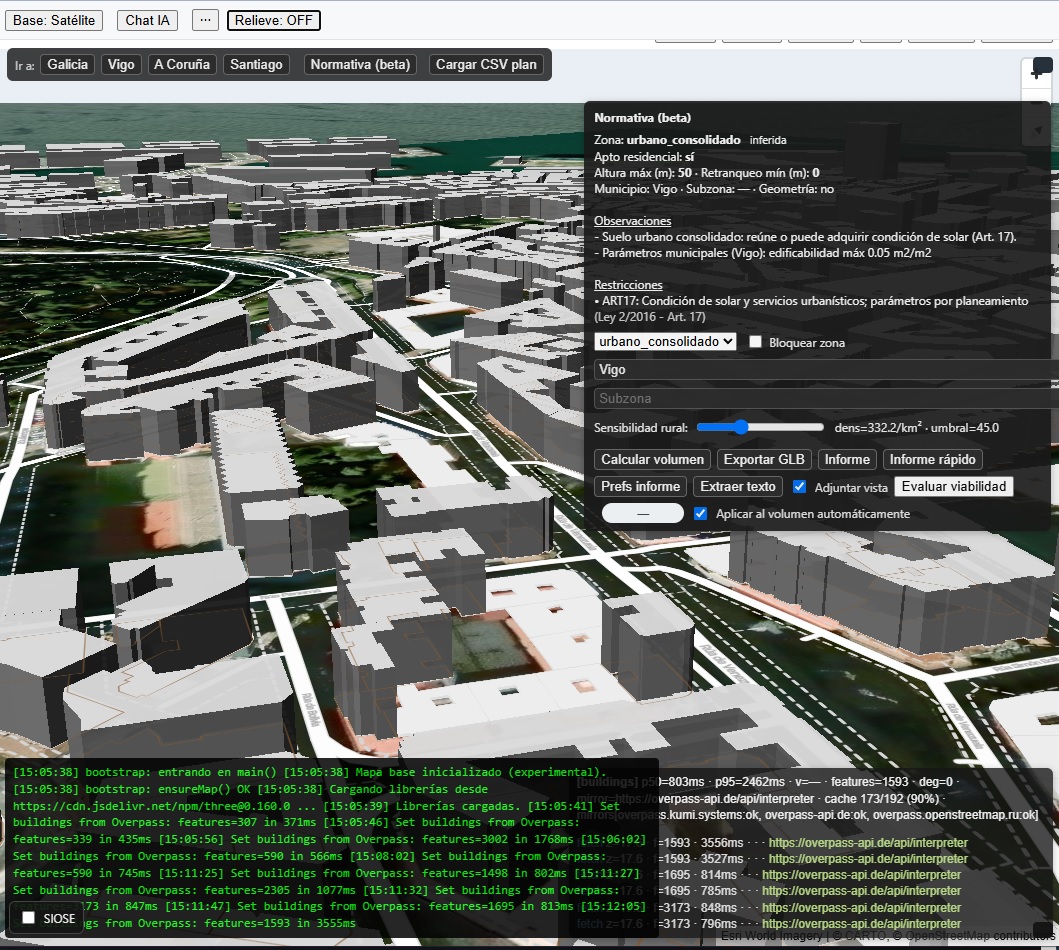 Base: Satélite Chat IA ··· Relieve: OFF
Ir a: Galicia Vigo A Coruña Santiago Normativa (beta) Cargar CSV plan
+
Normativa (beta)
Zona: urbano_consolidado inferida
Apto residencial: sí
Altura máx (m): 50 · Retranqueo mín (m): 0
Municipio: Vigo · Subzona: — · Geometría: no
Observaciones
- Suelo urbano consolidado: reúne o puede adquirir condición de solar (Art. 17).
- Parámetros municipales (Vigo): edificabilidad máx 0.05 m2/m2
Restricciones
• ART17: Condición de solar y servicios urbanísticos; parámetros por planeamiento
(Ley 2/2016 - Art. 17)
urbano_consolidado Bloquear zona
Vigo
Subzona
Sensibilidad rural: dens=332.2/km² · umbral=45.0
Calcular volumen Exportar GLB Informe Informe rápido
Prefs informe Extraer texto Adjuntar vista Evaluar viabilidad
— Aplicar al volumen automáticamente
Rúa de Venezuela
Rúa de Bolivia
Rúa de Venezuela
[15:05:38] bootstrap: entrando en main() [15:05:38] Mapa base inicializado (experimental).
[15:05:38] bootstrap: ensureMap() OK [15:05:38] Cargando librerías desde
https://cdn.jsdelivr.net/npm/three@0.160.0 ... [15:05:39] Librerías cargadas. [15:05:41] Set
buildings from Overpass: features=307 in 371ms [15:05:46] Set buildings from Overpass:
features=339 in 435ms [15:05:56] Set buildings from Overpass: features=3002 in 1768ms [15:06:02]
Set buildings from Overpass: features=590 in 566ms [15:08:02] Set buildings from Overpass:
features=590 in 745ms [15:11:25] Set buildings from Overpass: features=1498 in 802ms [15:11:27]
Set buildings from Overpass: features=2305 in 1077ms [15:11:32] Set buildings from Overpass:
73 in 847ms [15:11:47] Set buildings from Overpass: features=1695 in 813ms [15:12:05]
gs from Overpass: features=1593 in 3555ms
SIOSE
[buildings] p50=803ms · p95=2462ms · v=— · features=1593 · deg=0 ·
mirror=https://overpass-api.de/api/interpreter · cache 173/192 (90%) ·
mirrors[overpass.kumi.systems:ok, overpass-api.de:ok, overpass.openstreetmap.ru:ok]
f=1593 · 3556ms · · · https://overpass-api.de/api/interpreter
f=1593 · 3527ms · · · https://overpass-api.de/api/interpreter
f=1695 · 814ms · · · https://overpass-api.de/api/interpreter
f=1695 · 785ms · · · https://overpass-api.de/api/interpreter
f=3173 · 848ms · · · https://overpass-api.de/api/interpreter
fetch z=17.6 f=3173 · 796ms · · · https://overpass-api.de/api/interpreter
Esri World Imagery | © CARTO, © OpenStreetMap contributors